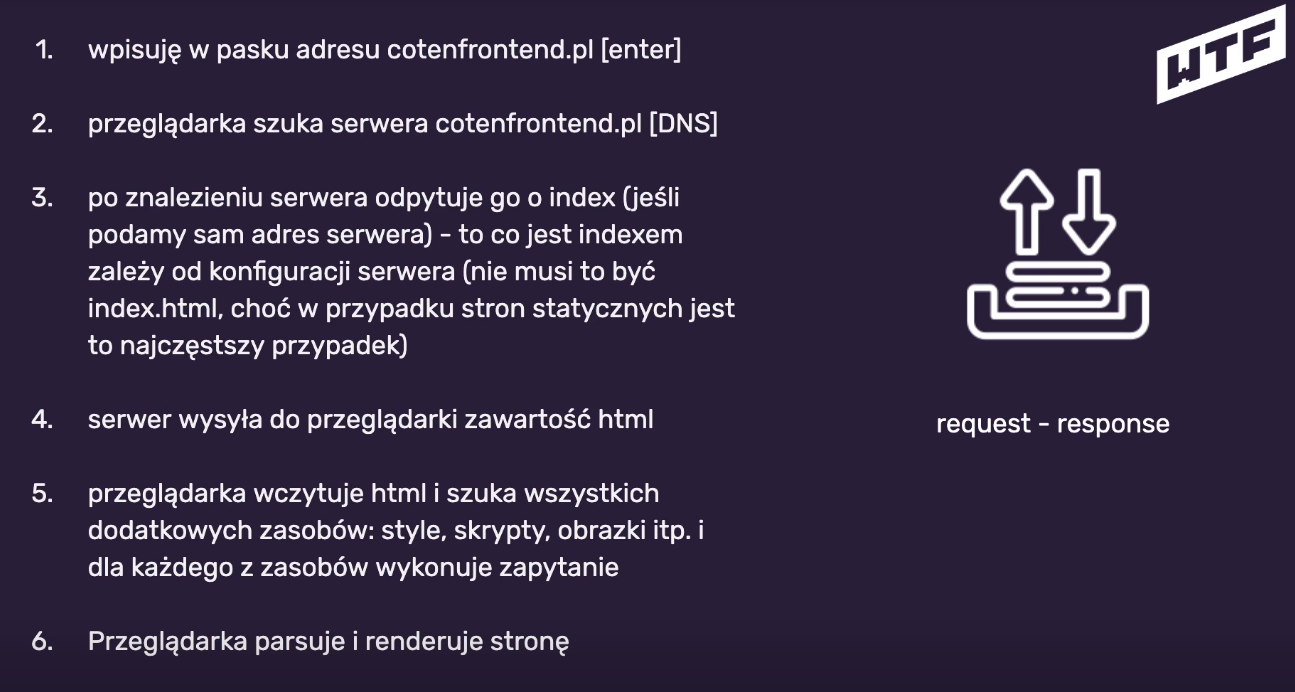 1. wpisuję w pasku adresu cotenfrontend.pl [enter]
2. przeglądarka szuka serwera cotenfrontend.pl [DNS]
3. po znalezieniu serwera odpytuje go o index (jeśli
podamy sam adres serwera) - to co jest indexem
zależy od konfiguracji serwera (nie musi to być
index.html, choć w przypadku stron statycznych jest
to najczęstszy przypadek)
4. serwer wysyła do przeglądarki zawartość html
5. przeglądarka wczytuje html i szuka wszystkich
dodatkowych zasobów: style, skrypty, obrazki itp. i
dla każdego z zasobów wykonuje zapytanie
6. Przeglądarka parsuje i renderuje stronę
WTF
request - response